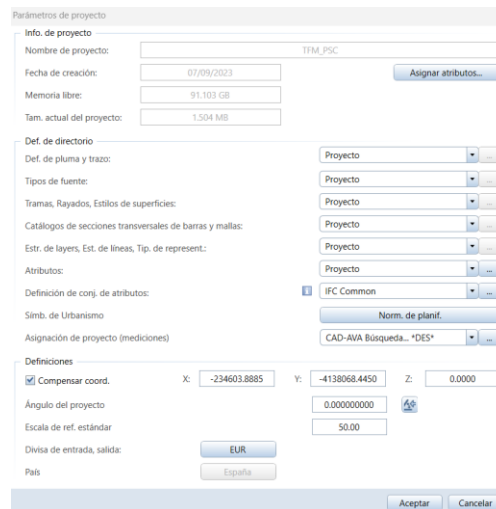 Parámetros de proyecto
Info. de proyecto
Nombre de proyecto: TFM_PSC
Fecha de creación: 07/09/2023 Asignar atributos...
Memoria libre: 91.103 GB
Tam. actual del proyecto: 1.504 MB
Def. de directorio
Def. de pluma y trazo: Proyecto ...
Tipos de fuente: Proyecto ...
Tramas, Rayados, Estilos de superficies: Proyecto ...
Catálogos de secciones transversales de barras y mallas: Proyecto ...
Estr. de layers, Est. de líneas, Tip. de represent.: Proyecto ...
Atributos: Proyecto ...
Definición de conj. de atributos: i IFC Common ...
Símb. de Urbanismo Norm. de planif.
Asignación de proyecto (mediciones) CAD-AVA Búsqueda... *DES* ...
Definiciones
Compensar coord. X: -234603.8885 Y: -4138068.4450 Z: 0.0000
Ángulo del proyecto 0.000000000
Escala de ref. estándar 50.00
Divisa de entrada, salida: EUR
País España
Aceptar Cancelar